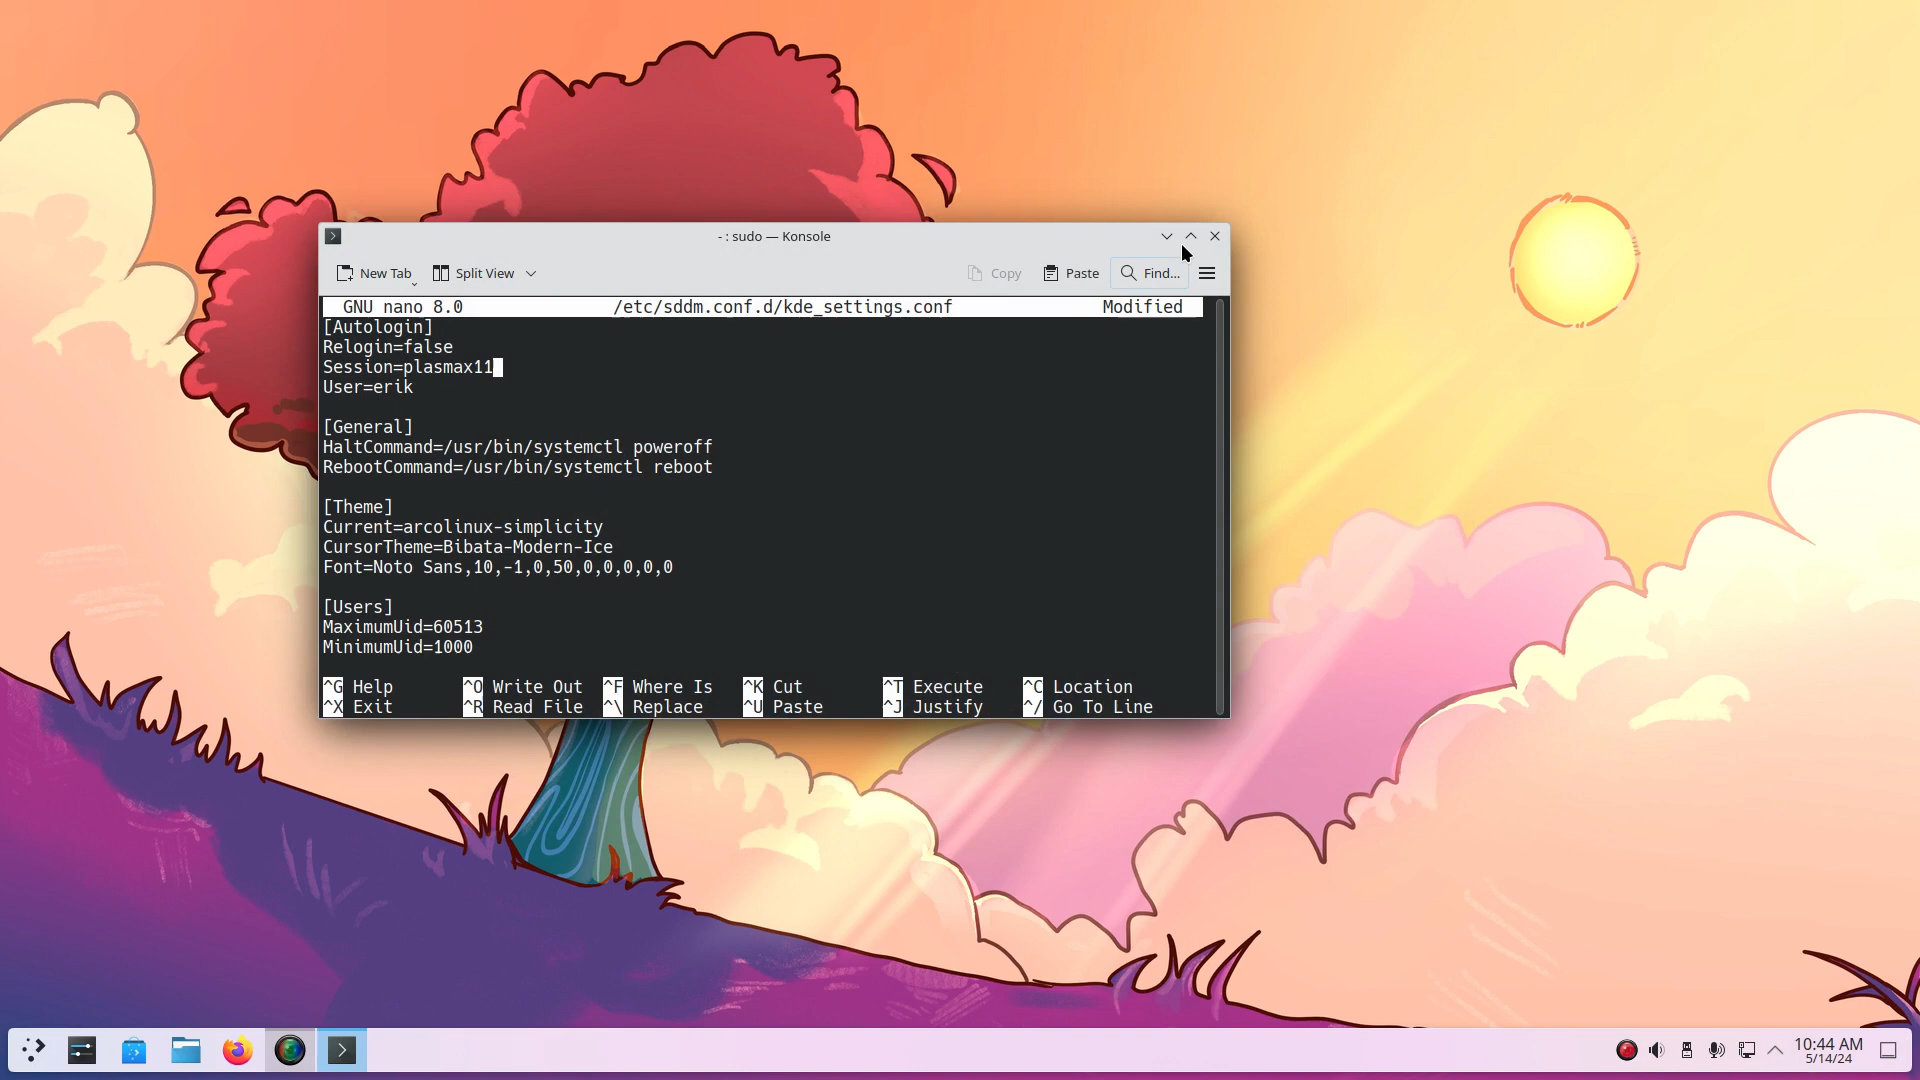 - : sudo — Konsole
New Tab Split View Copy Paste Find...
GNU nano 8.0 /etc/sddm.conf.d/kde_settings.conf Modified
[Autologin]
Relogin=false
Session=plasmax11
User=erik
[General]
HaltCommand=/usr/bin/systemctl poweroff
RebootCommand=/usr/bin/systemctl reboot
[Theme]
Current=arcolinux-simplicity
CursorTheme=Bibata-Modern-Ice
Font=Noto Sans,10,-1,0,50,0,0,0,0,0
[Users]
MaximumUid=60513
MinimumUid=1000
^G Help ^O Write Out ^F Where Is ^K Cut ^T Execute ^C Location
^X Exit ^R Read File ^\ Replace ^U Paste ^J Justify ^/ Go To Line
10:44 AM
5/14/24